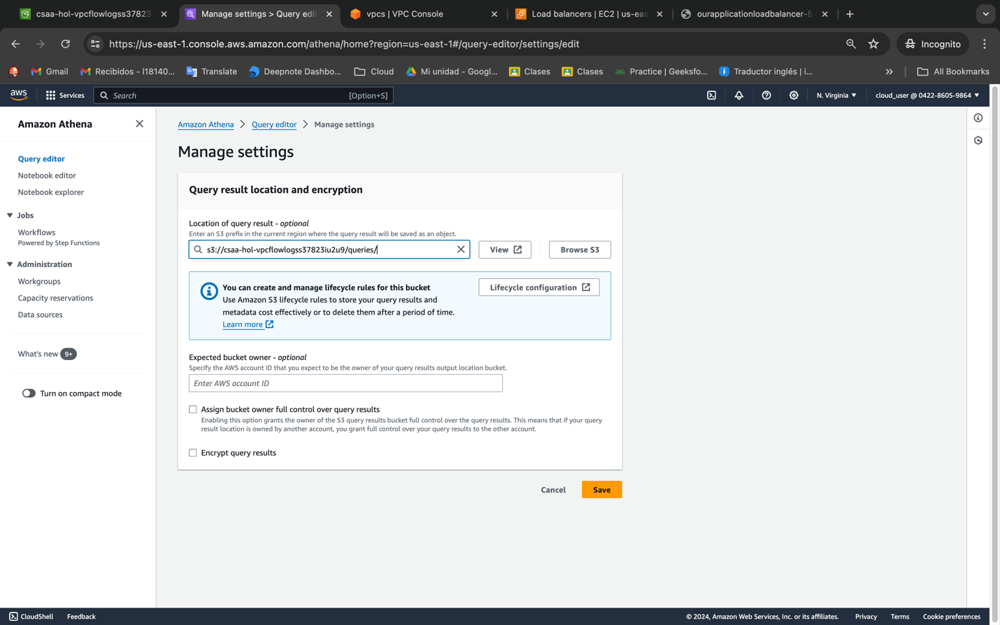 csaa-hol-vpcflowlogss37823
Manage settings > Query edit
vpcs | VPC Console
Load balancers | EC2 | us-eas
ourapplicationloadbalancer-5
https://us-east-1.console.aws.amazon.com/athena/home?region=us-east-1#/query-editor/settings/edit
Incognito
Gmail
Recibidos - l18140...
Translate
Deepnote Dashbo...
Cloud
Mi unidad - Googl...
Clases
Clases
Practice | Geeksfo...
Traductor inglés | i...
All Bookmarks
aws
Services
Search
[Option+S]
N. Virginia
cloud_user @ 0422-8605-9864
Amazon Athena
Query editor
Notebook editor
Notebook explorer
Jobs
Workflows
Powered by Step Functions
Administration
Workgroups
Capacity reservations
Data sources
What's new 9+
Turn on compact mode
Amazon Athena > Query editor > Manage settings
Manage settings
Query result location and encryption
Location of query result - optional
Enter an S3 prefix in the current region where the query result will be saved as an object.
s3://csaa-hol-vpcflowlogss37823iu2u9/queries/
View
Browse S3
You can create and manage lifecycle rules for this bucket
Use Amazon S3 lifecycle rules to store your query results and
metadata cost effectively or to delete them after a period of time.
Learn more
Lifecycle configuration
Expected bucket owner - optional
Specify the AWS account ID that you expect to be the owner of your query results output location bucket.
Enter AWS account ID
Assign bucket owner full control over query results
Enabling this option grants the owner of the S3 query results bucket full control over the query results. This means that if your query
result location is owned by another account, you grant full control over your query results to the other account.
Encrypt query results
Cancel
Save
CloudShell
Feedback
© 2024, Amazon Web Services, Inc. or its affiliates.
Privacy
Terms
Cookie preferences